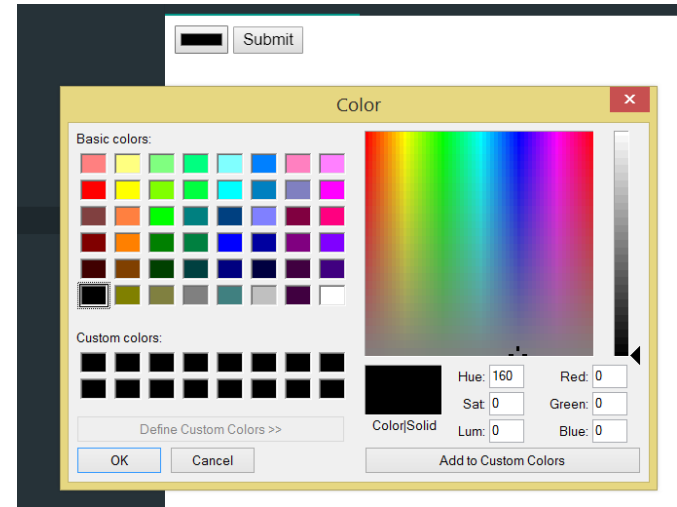 Submit
Color
Basic colors:
Custom colors:
Define Custom Colors >>
OK
Cancel
Color|Solid
Hue: 160
Sat: 0
Lum: 0
Red: 0
Green: 0
Blue: 0
Add to Custom Colors